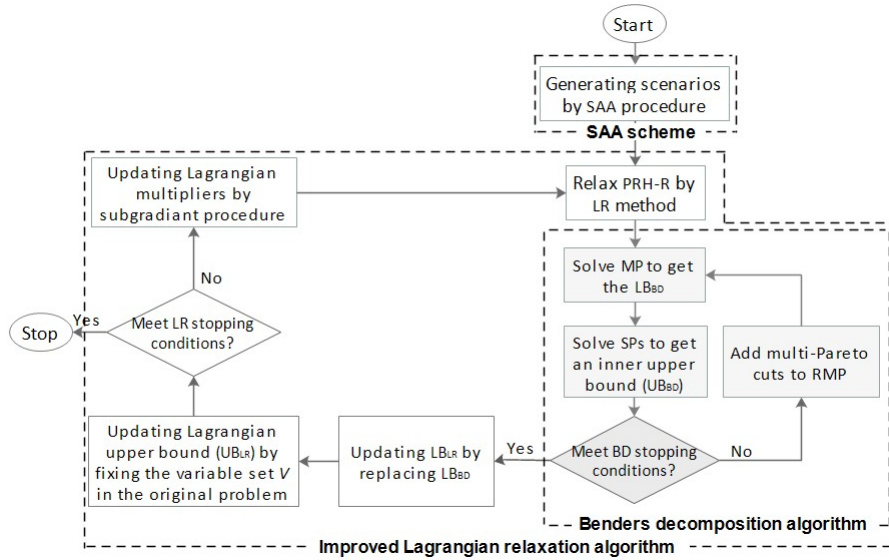 Start
Generating scenarios
by SAA procedure
SAA scheme
Updating Lagrangian
multipliers by
subgradiant procedure
Relax PRH-R by
LR method
No
Solve MP to get
the LBBD
Yes
Stop
Meet LR stopping
conditions?
Solve SPs to get
an inner upper
bound (UBBD)
Add multi-Pareto
cuts to RMP
Updating Lagrangian
upper bound (UBLR) by
fixing the variable set V
in the original problem
Updating LBLR by
replacing LBBD
Yes
Meet BD stopping
conditions?
No
Benders decomposition algorithm
Improved Lagrangian relaxation algorithm